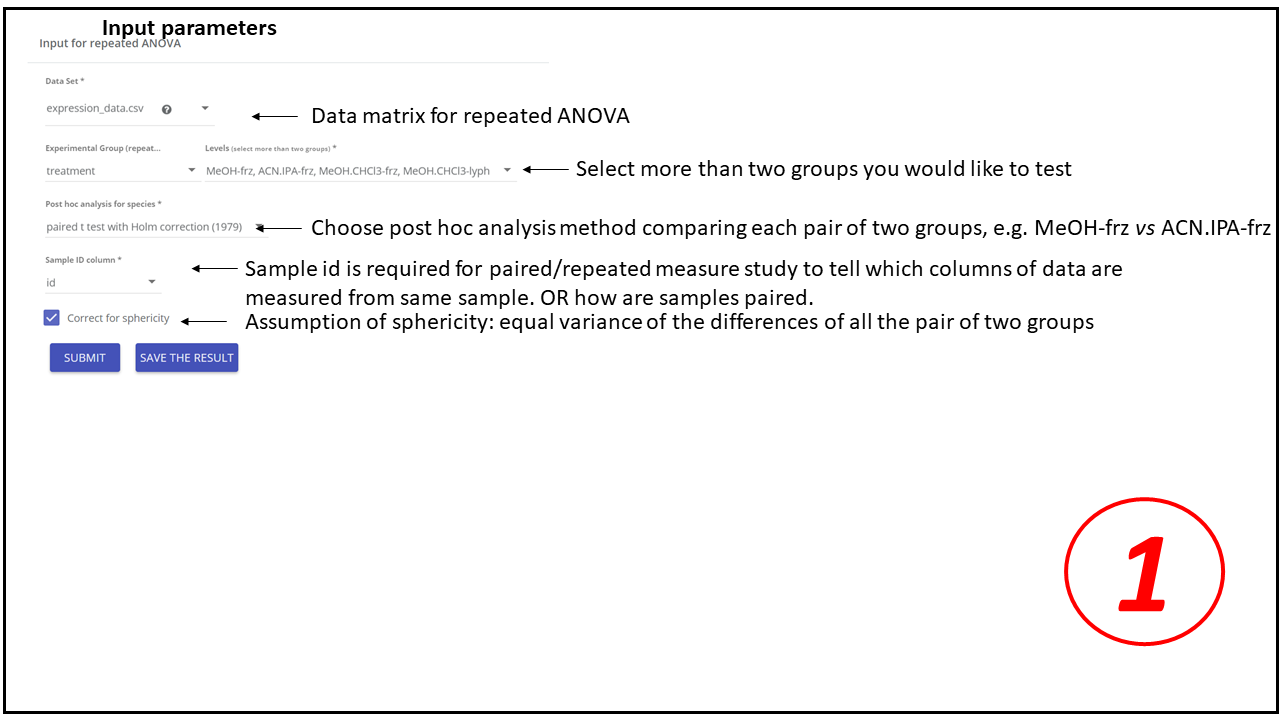 Input parameters
Input for repeated ANOVA
Data Set *
expression_data.csv ?
Data matrix for repeated ANOVA
Experimental Group (repeat... Levels (select more than two groups) *
treatment MeOH-frz, ACN.IPA-frz, MeOH.CHCl3-frz, MeOH.CHCl3-lyph
Select more than two groups you would like to test
Post hoc analysis for species *
paired t test with Holm correction (1979)
Choose post hoc analysis method comparing each pair of two groups, e.g. MeOH-frz vs ACN.IPA-frz
Sample ID column *
id
Sample id is required for paired/repeated measure study to tell which columns of data are
measured from same sample. OR how are samples paired.
Correct for sphericity
Assumption of sphericity: equal variance of the differences of all the pair of two groups
SUBMIT SAVE THE RESULT
1